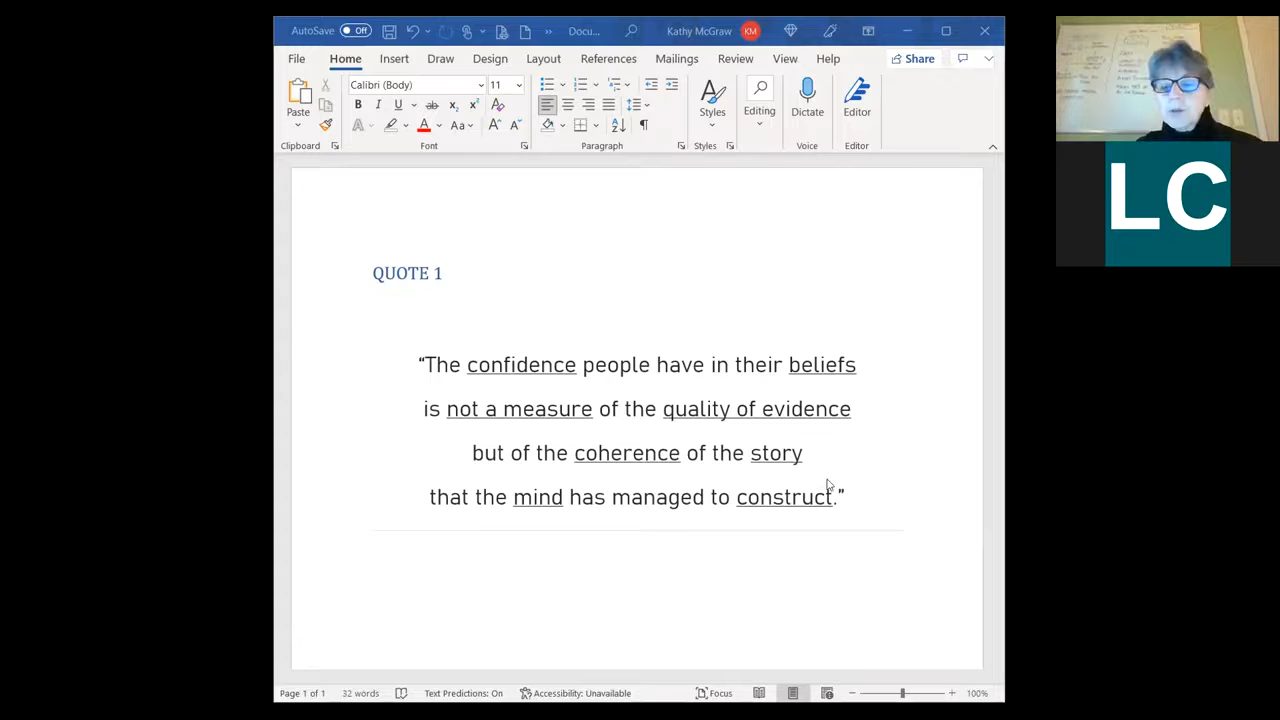 AutoSave Off Docu... Kathy McGraw KM
File Home Insert Draw Design Layout References Mailings Review View Help Share
Calibri (Body) 11
Paste Styles Editing Dictate Editor
Clipboard Font Paragraph Styles Voice Editor
LC
QUOTE 1
“The confidence people have in their beliefs
is not a measure of the quality of evidence
but of the coherence of the story
that the mind has managed to construct.”
Page 1 of 1 32 words Text Predictions: On Accessibility: Unavailable Focus 100%